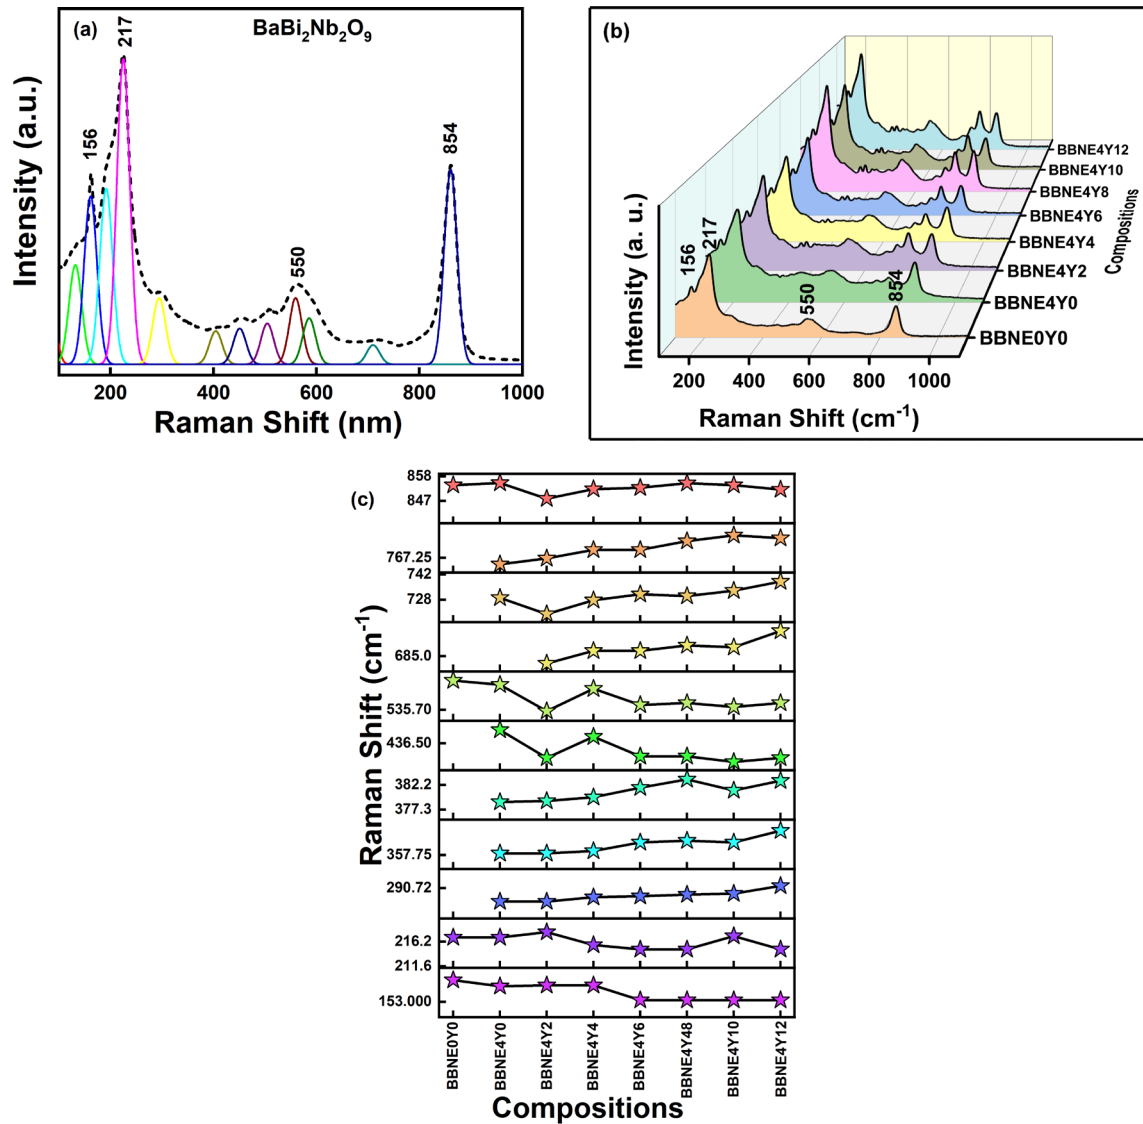 (a)
BaBi₂Nb₂O₉
156
217
550
854
Intensity (a.u.)
200
400
600
800
1000
Raman Shift (nm)
(b)
156
217
550
854
Intensity (a. u.)
200
400
600
800
1000
Raman Shift (cm⁻¹)
BBNE4Y12
BBNE4Y10
BBNE4Y8
BBNE4Y6
BBNE4Y4
BBNE4Y2
BBNE4Y0
BBNE0Y0
Compositions
(c)
858
847
767.25
742
728
685.0
535.70
436.50
382.2
377.3
357.75
290.72
216.2
211.6
153.000
Raman Shift (cm⁻¹)
BBNE0Y0
BBNE4Y0
BBNE4Y2
BBNE4Y4
BBNE4Y6
BBNE4Y48
BBNE4Y10
BBNE4Y12
Compositions